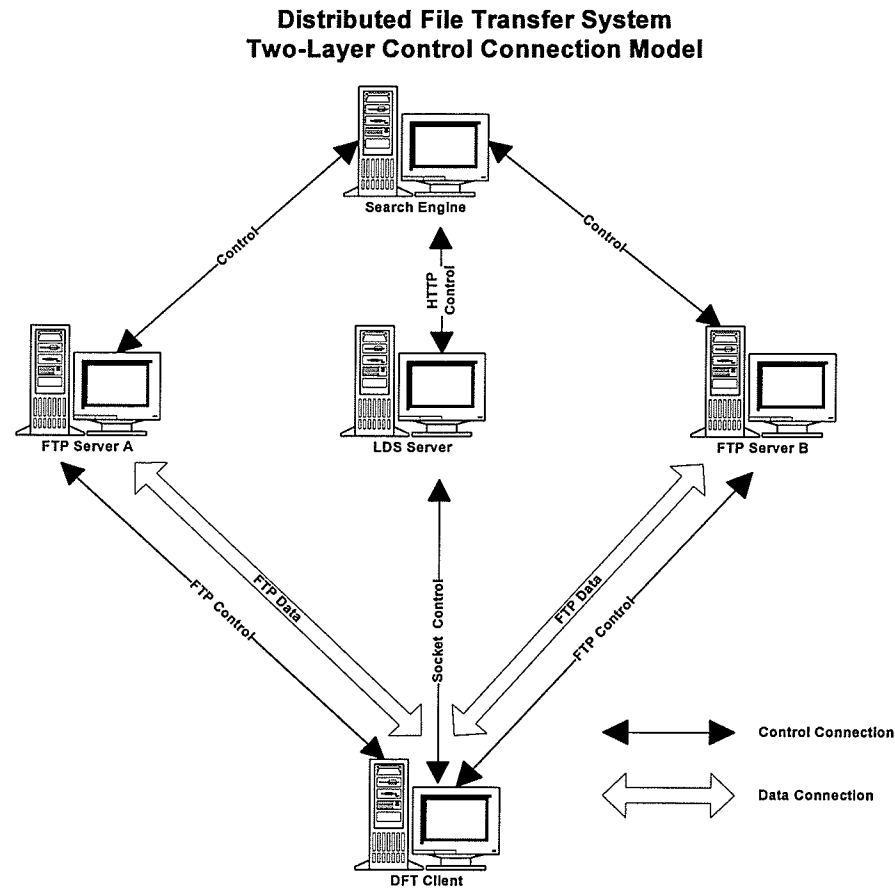 Distributed File Transfer System
Two-Layer Control Connection Model
Search Engine
Control
HTTP
Control
Control
FTP Server A
LDS Server
FTP Server B
FTP Control
FTP Data
Socket Control
FTP Data
FTP Control
Control Connection
Data Connection
DFT Client